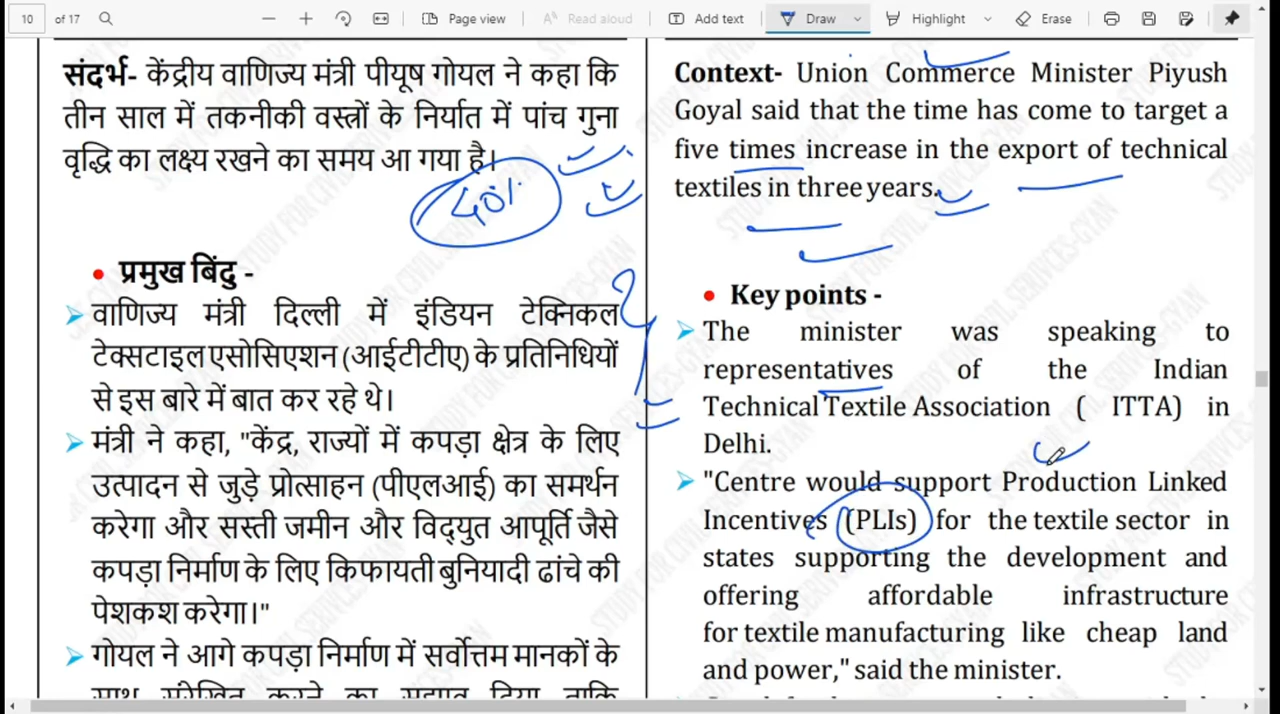 10 of 17
Page view
Read aloud
Add text
Draw
Highlight
Erase
संदर्भ- केंद्रीय वाणिज्य मंत्री पीयूष गोयल ने कहा कि
तीन साल में तकनीकी वस्त्रों के निर्यात में पांच गुना
वृद्धि का लक्ष्य रखने का समय आ गया है।
40%
• प्रमुख बिंदु -
वाणिज्य मंत्री दिल्ली में इंडियन टेक्निकल
टेक्सटाइल एसोसिएशन (आईटीटीए) के प्रतिनिधियों
से इस बारे में बात कर रहे थे।
मंत्री ने कहा, "केंद्र, राज्यों में कपड़ा क्षेत्र के लिए
उत्पादन से जुड़े प्रोत्साहन (पीएलआई) का समर्थन
करेगा और सस्ती जमीन और विद्युत आपूर्ति जैसे
कपड़ा निर्माण के लिए किफायती बुनियादी ढांचे की
पेशकश करेगा।"
गोयल ने आगे कपड़ा निर्माण में सर्वोत्तम मानकों के
Context- Union Commerce Minister Piyush
Goyal said that the time has come to target a
five times increase in the export of technical
textiles in three years.
• Key points -
The minister was speaking to
representatives of the Indian
Technical Textile Association ( ITTA) in
Delhi.
"Centre would support Production Linked
Incentives (PLIs) for the textile sector in
states supporting the development and
offering affordable infrastructure
for textile manufacturing like cheap land
and power," said the minister.
STUDY FOR CIVIL SERVICES-GYAN